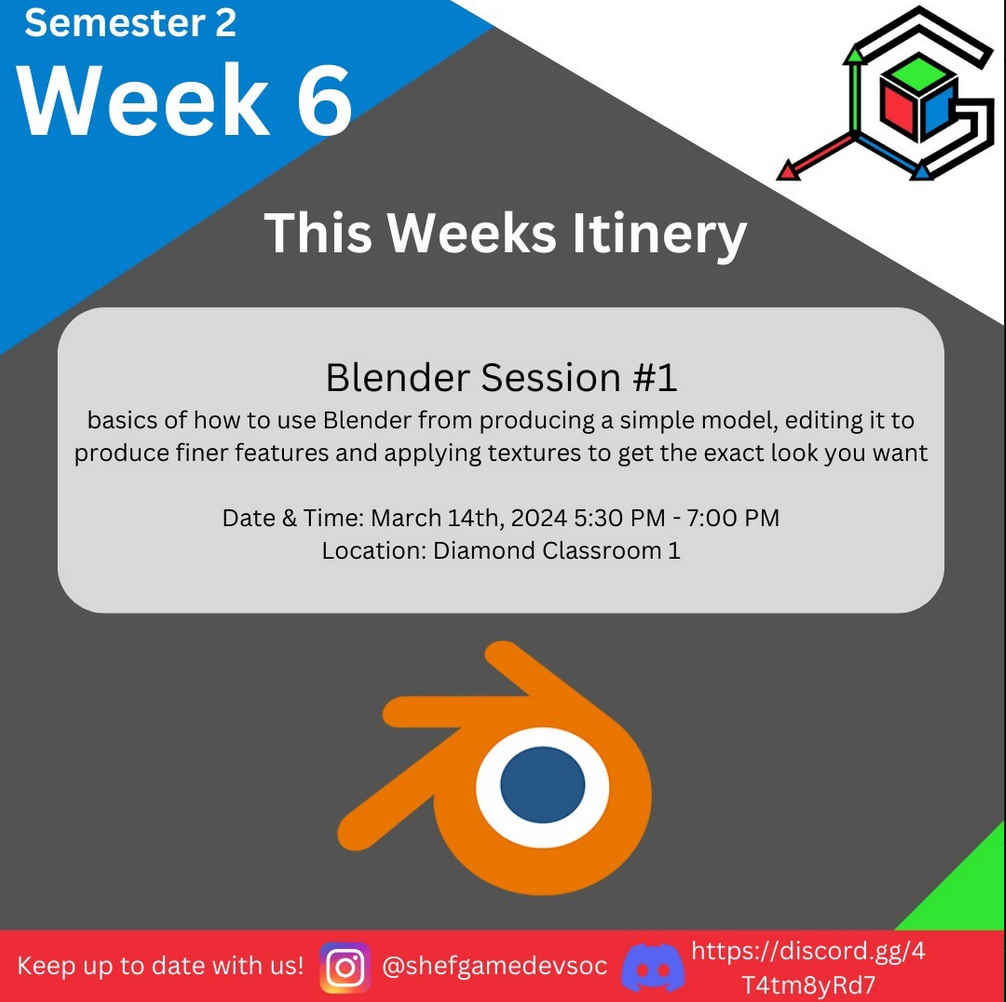 Semester 2
Week 6
This Weeks Itinery
Blender Session #1
basics of how to use Blender from producing a simple model, editing it to
produce finer features and applying textures to get the exact look you want
Date & Time: March 14th, 2024 5:30 PM - 7:00 PM
Location: Diamond Classroom 1
Keep up to date with us!
@shefgamedevsoc
https://discord.gg/4
T4tm8yRd7